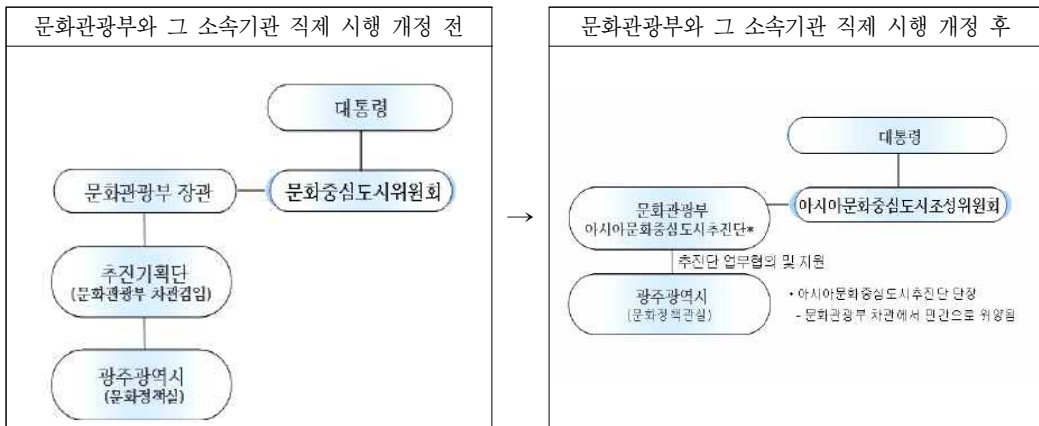 문화관광부와 그 소속기관 직제 시행 개정 전
대통령
문화관광부 장관
문화중심도시위원회
추진기획단
(문화관광부 차관겸임)
광주광역시
(문화정책실)
→
문화관광부와 그 소속기관 직제 시행 개정 후
대통령
문화관광부
아시아문화중심도시추진단*
아시아문화중심도시조성위원회
추진단 업무협의 및 지원
광주광역시
(문화정책관실)
* 아시아문화중심도시추진단 단장
- 문화관광부 차관에서 민간으로 위양됨